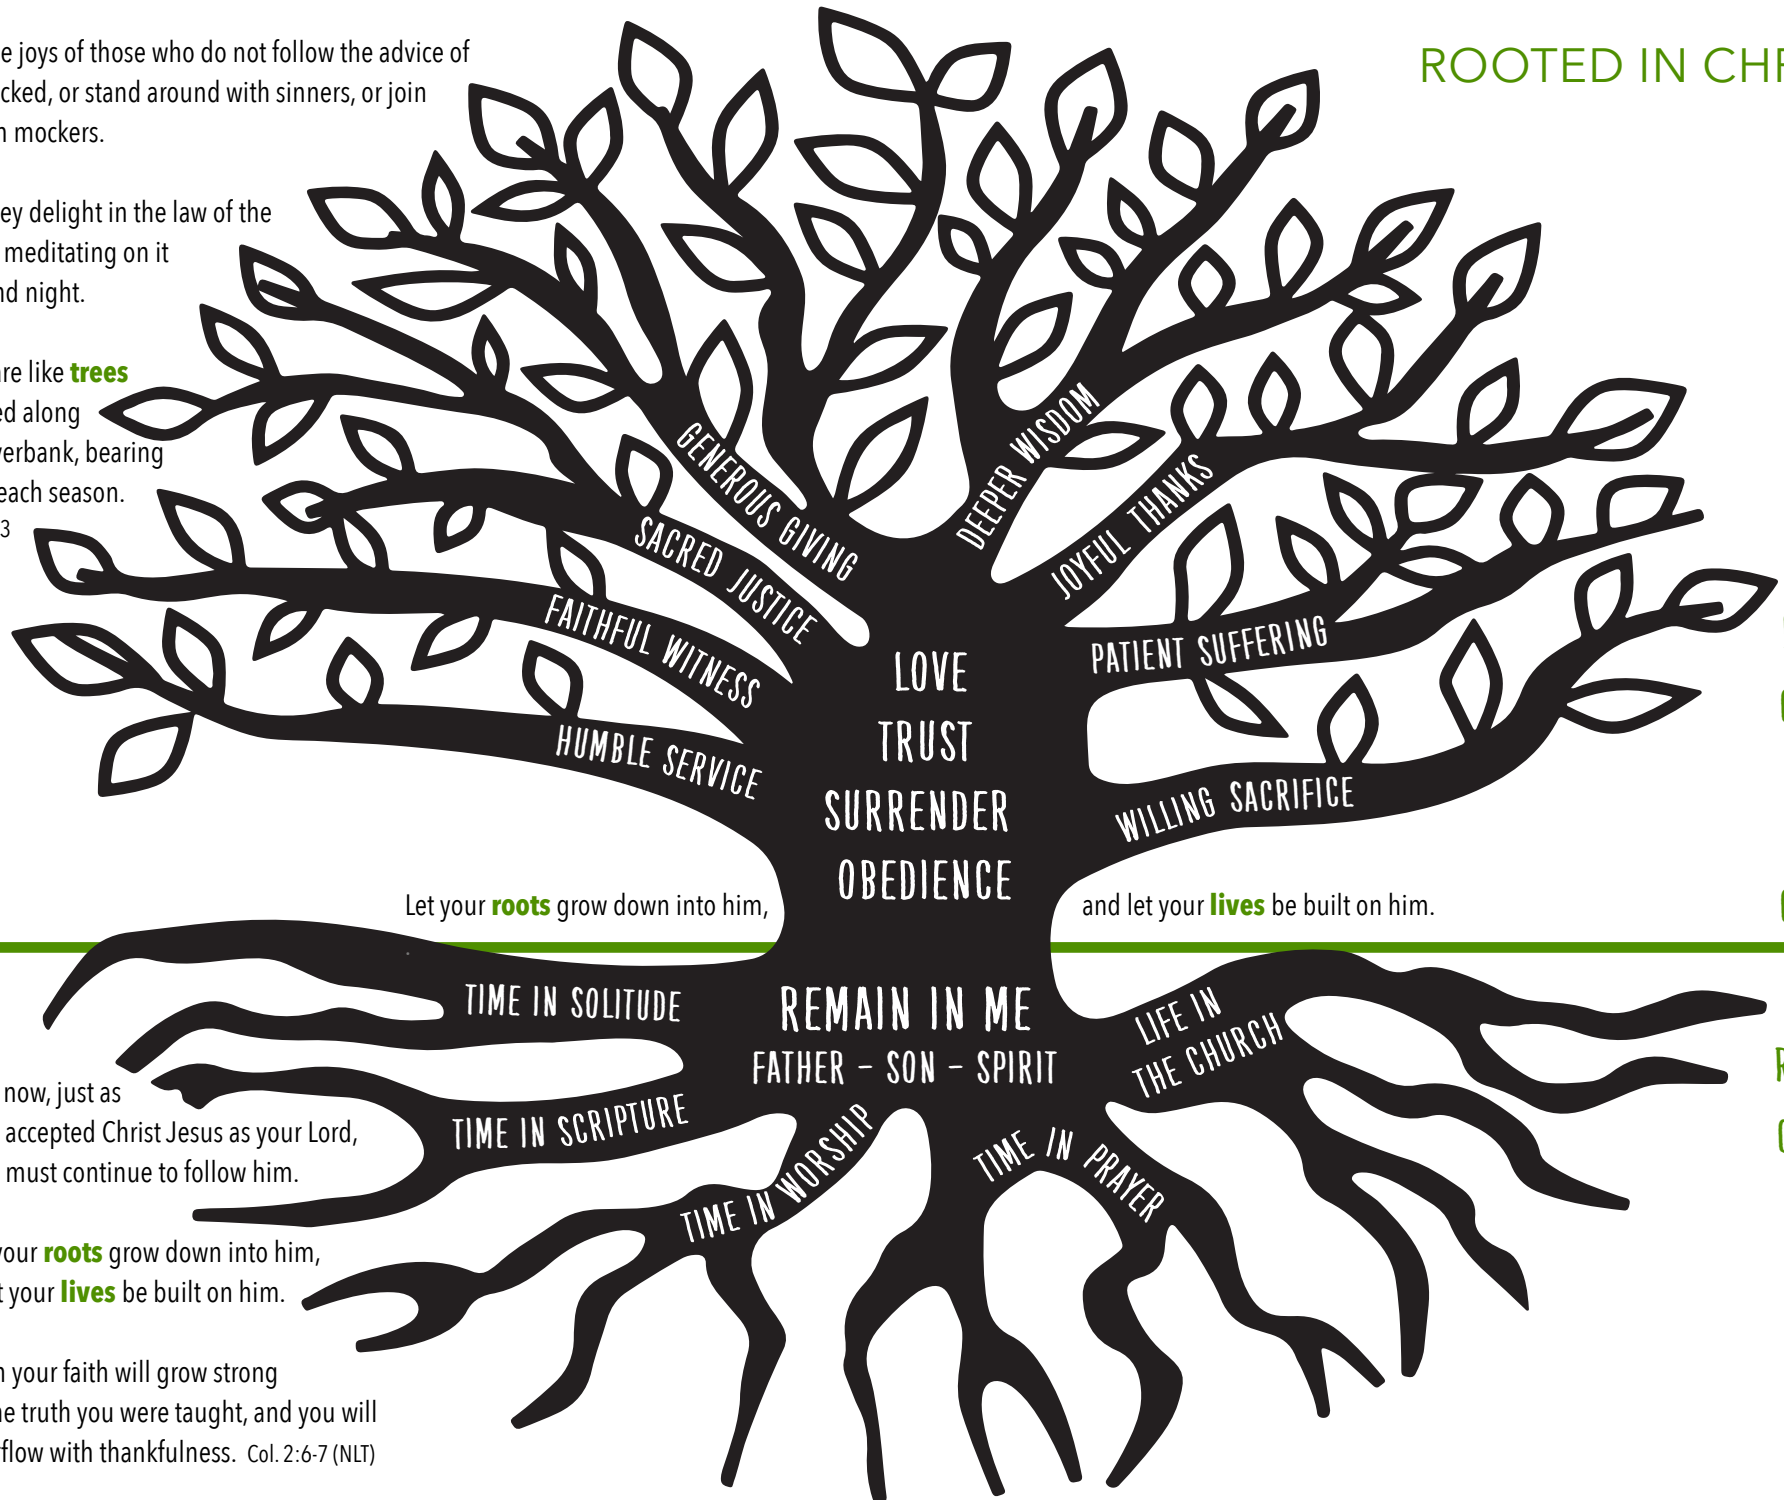 e joys of those who do not follow the advice of
cked, or stand around with sinners, or join
mockers.
ey delight in the law of the
meditating on it
nd night.
re like trees
ed along
verbank, bearing
each season.
3
ROOTED IN CH
GENEROUS GIVING
SACRED JUSTICE
FAITHFUL WITNESS
HUMBLE SERVICE
DEEPER WISDOM
JOYFUL THANKS
PATIENT SUFFERING
WILLING SACRIFICE
LOVE
TRUST
SURRENDER
OBEDIENCE
Let your roots grow down into him,
and let your lives be built on him.
REMAIN IN ME
FATHER – SON – SPIRIT
TIME IN SOLITUDE
TIME IN SCRIPTURE
TIME IN WORSHIP
TIME IN PRAYER
LIFE IN
THE CHURCH
now, just as
accepted Christ Jesus as your Lord,
must continue to follow him.
your roots grow down into him,
t your lives be built on him.
n your faith will grow strong
he truth you were taught, and you will
rflow with thankfulness. Col. 2:6-7 (NLT)